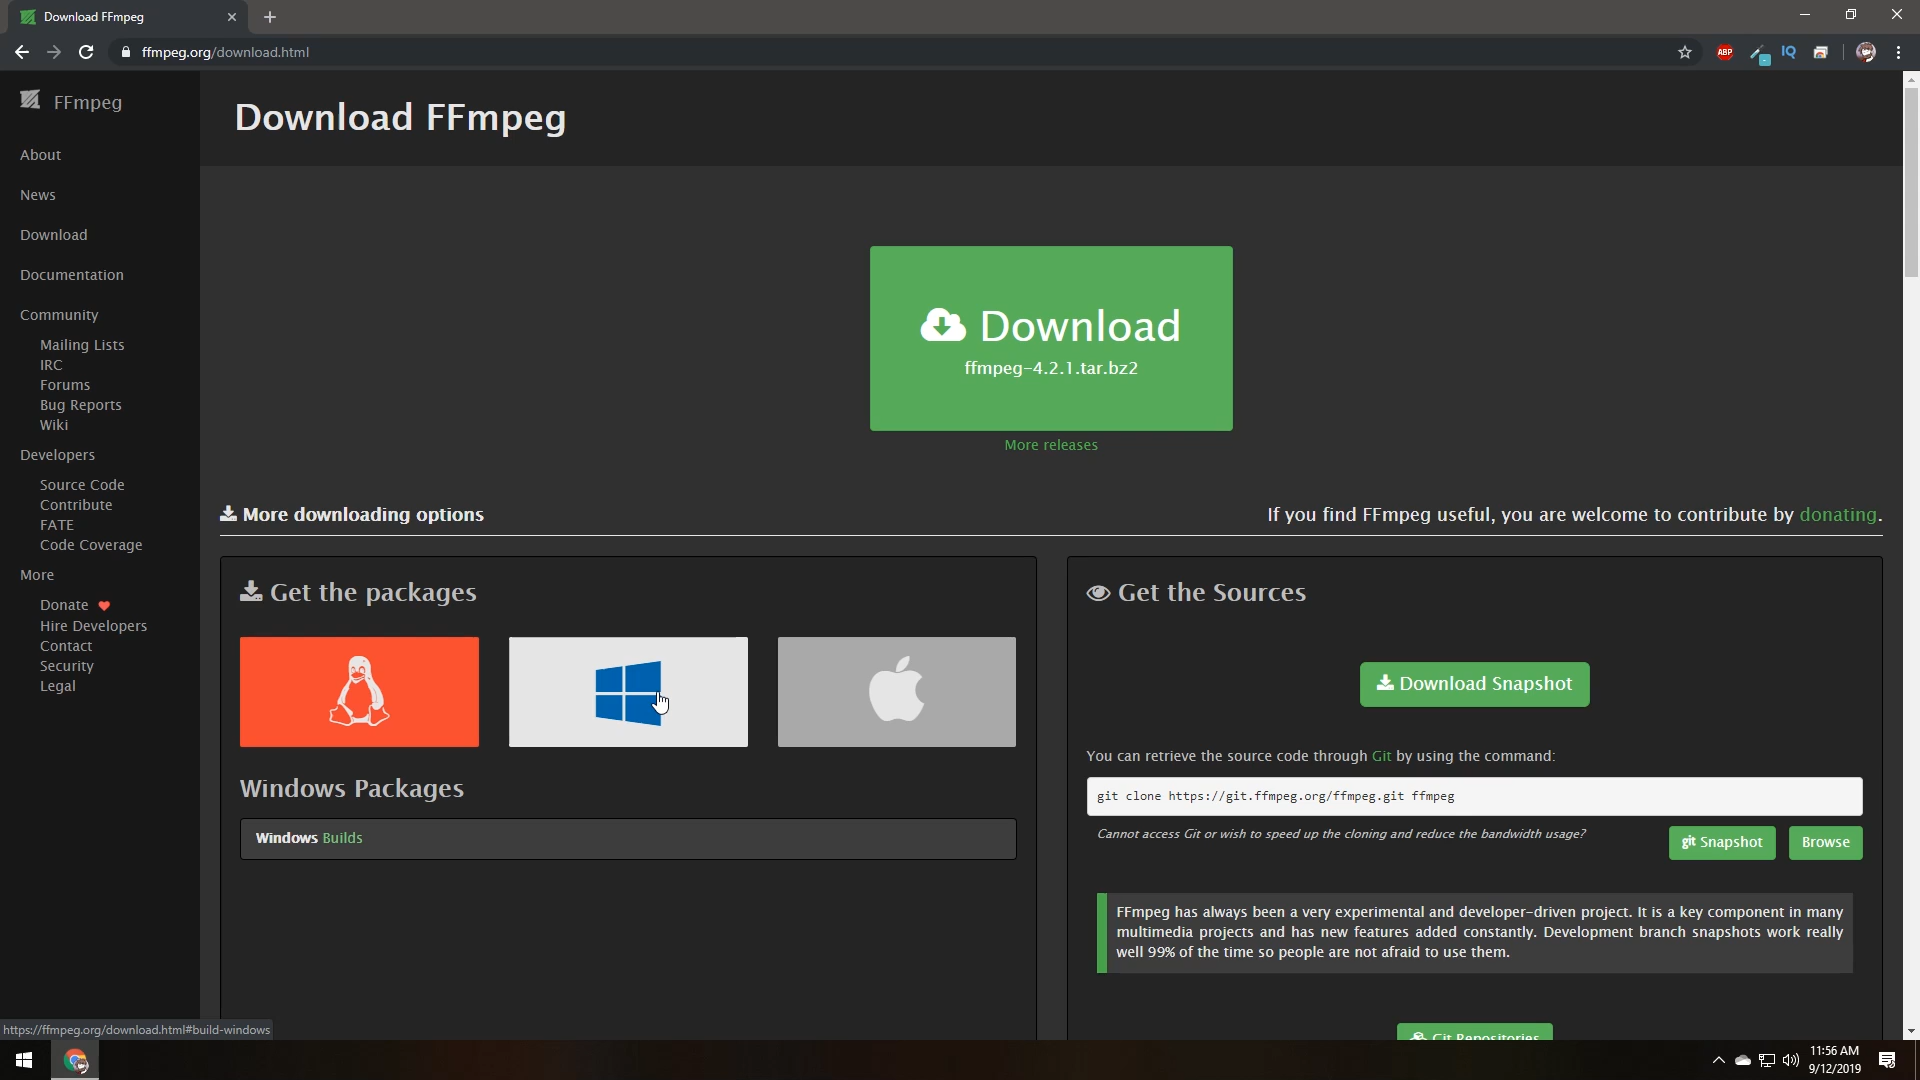 Download FFmpeg
ffmpeg.org/download.html
ABP
IQ
FFmpeg
Download FFmpeg
About
News
Download
Documentation
Community
Mailing Lists
IRC
Forums
Bug Reports
Wiki
Developers
Source Code
Contribute
FATE
Code Coverage
More
Donate
Hire Developers
Contact
Security
Legal
Download
ffmpeg-4.2.1.tar.bz2
More releases
More downloading options
If you find FFmpeg useful, you are welcome to contribute by donating.
Get the packages
Windows Packages
Windows Builds
Get the Sources
Download Snapshot
You can retrieve the source code through Git by using the command:
git clone https://git.ffmpeg.org/ffmpeg.git ffmpeg
Cannot access Git or wish to speed up the cloning and reduce the bandwidth usage?
git Snapshot
Browse
FFmpeg has always been a very experimental and developer-driven project. It is a key component in many
multimedia projects and has new features added constantly. Development branch snapshots work really
well 99% of the time so people are not afraid to use them.
Git Repositories
https://ffmpeg.org/download.html#build-windows
11:56 AM
9/12/2019